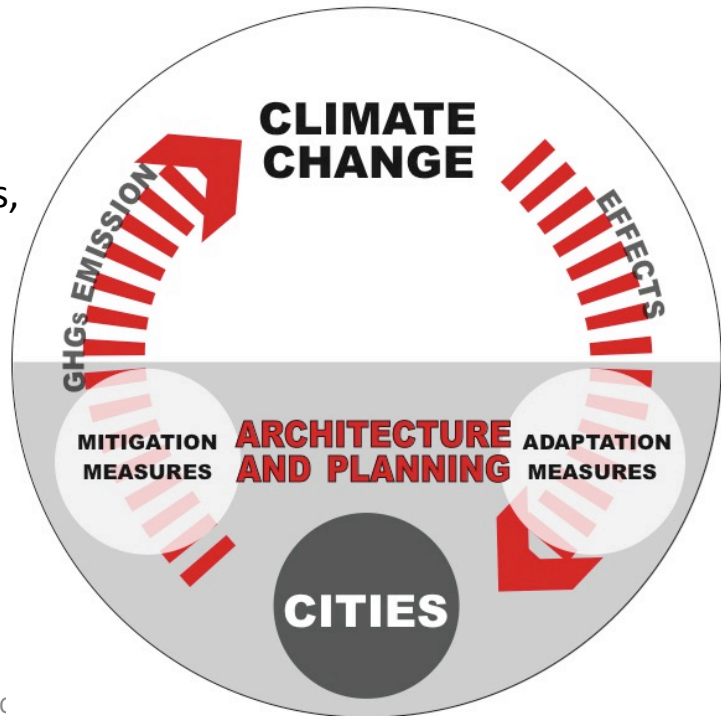 CLIMATE
CHANGE
s,
GHGs EMISSION
EFFECTS
MITIGATION
MEASURES
ARCHITECTURE
AND PLANNING
ADAPTATION
MEASURES
CITIES